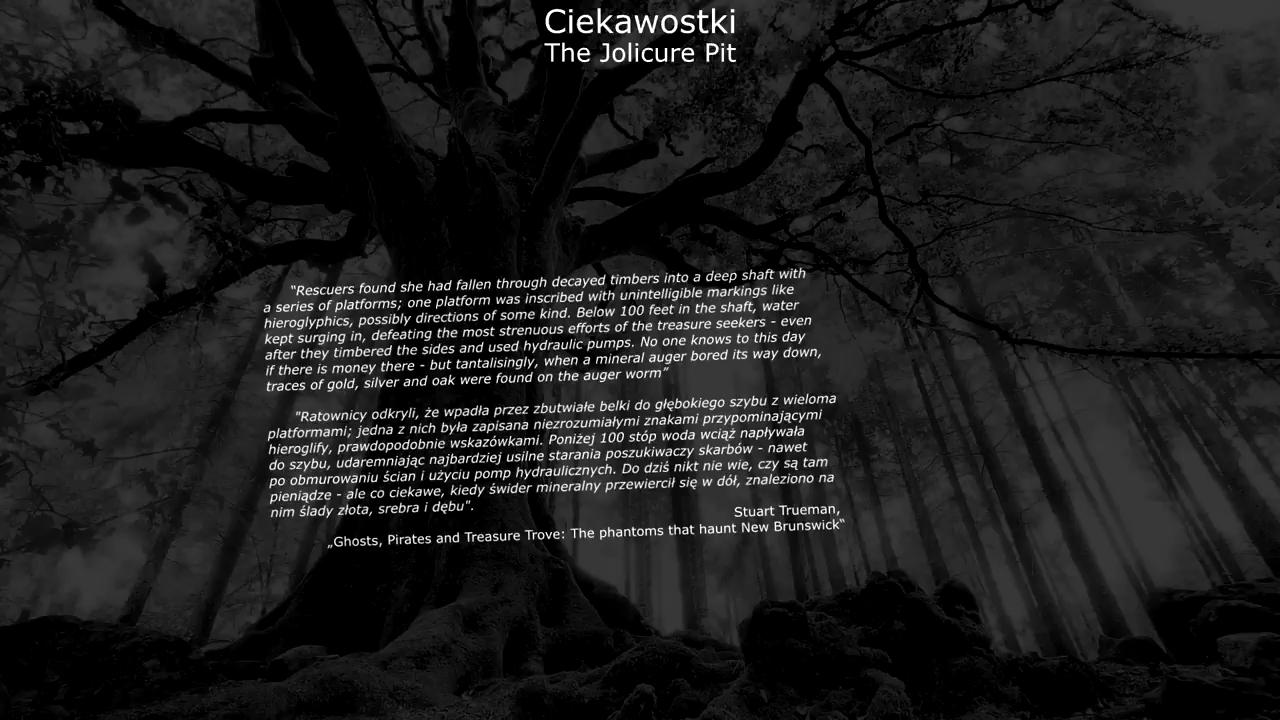 Ciekawostki
The Jolicure Pit
"Rescuers found she had fallen through decayed timbers into a deep shaft with
a series of platforms; one platform was inscribed with unintelligible markings like
hieroglyphics, possibly directions of some kind. Below 100 feet in the shaft, water
kept surging in, defeating the most strenuous efforts of the treasure seekers - even
after they timbered the sides and used hydraulic pumps. No one knows to this day
if there is money there - but tantalisingly, when a mineral auger bored its way down,
traces of gold, silver and oak were found on the auger worm”
"Ratownicy odkryli, że wpadła przez zbutwiałe belki do głębokiego szybu z wieloma
platformami; jedna z nich była zapisana niezrozumiałymi znakami przypominającymi
hieroglify, prawdopodobnie wskazówkami. Poniżej 100 stóp woda wciąż napływała
do szybu, udaremniając najbardziej usilne starania poszukiwaczy skarbów - nawet
po obmurowaniu ścian i użyciu pomp hydraulicznych. Do dziś nikt nie wie, czy są tam
pieniądze - ale co ciekawe, kiedy świder mineralny przewiercił się w dół, znaleziono na
nim ślady złota, srebra i dębu".
Stuart Trueman,
„Ghosts, Pirates and Treasure Trove: The phantoms that haunt New Brunswick“